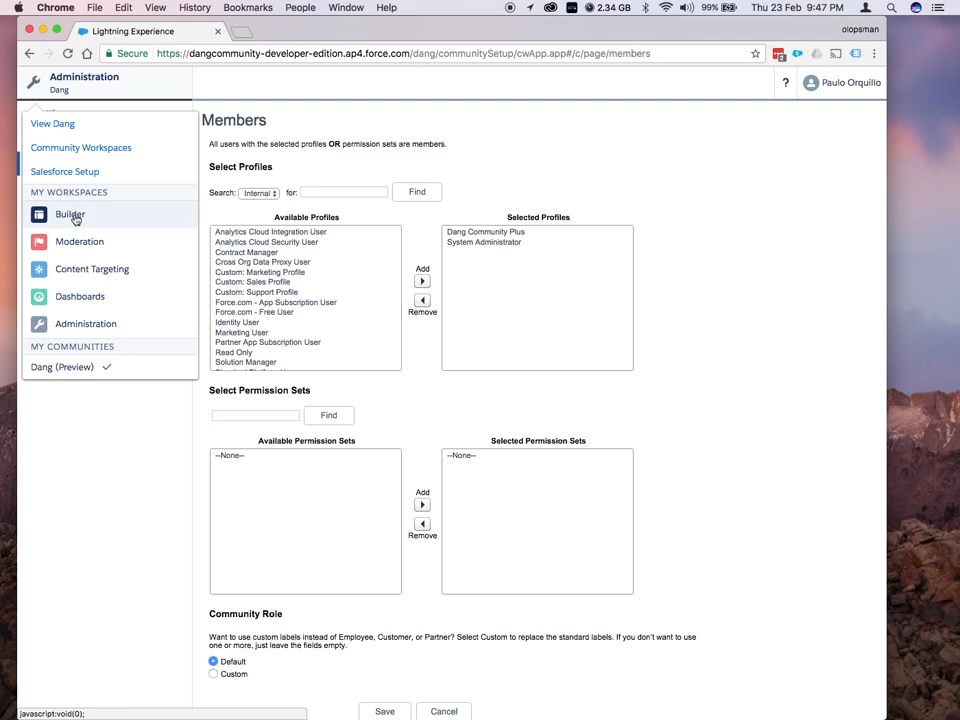 Chrome File Edit View History Bookmarks People Window Help 2.34 GB 99% Thu 23 Feb 9:47 PM
Lightning Experience olopsman
Secure https://dangcommunity-developer-edition.ap4.force.com/dang/communitySetup/cwApp.app#/c/page/members
Administration
Dang
? Paulo Orquillo
View Dang
Community Workspaces
Salesforce Setup
MY WORKSPACES
Builder
Moderation
Content Targeting
Dashboards
Administration
MY COMMUNITIES
Dang (Preview)
Members
All users with the selected profiles OR permission sets are members.
Select Profiles
Search: Internal for: Find
Available Profiles
Analytics Cloud Integration User
Analytics Cloud Security User
Contract Manager
Cross Org Data Proxy User
Custom: Marketing Profile
Custom: Sales Profile
Custom: Support Profile
Force.com - App Subscription User
Force.com - Free User
Identity User
Marketing User
Partner App Subscription User
Read Only
Solution Manager
Add
Remove
Selected Profiles
Dang Community Plus
System Administrator
Select Permission Sets
Find
Available Permission Sets
--None--
Add
Remove
Selected Permission Sets
--None--
Community Role
Want to use custom labels instead of Employee, Customer, or Partner? Select Custom to replace the standard labels. If you don't want to use
one or more, just leave the fields empty.
Default
Custom
Save Cancel
javascript:void(0);